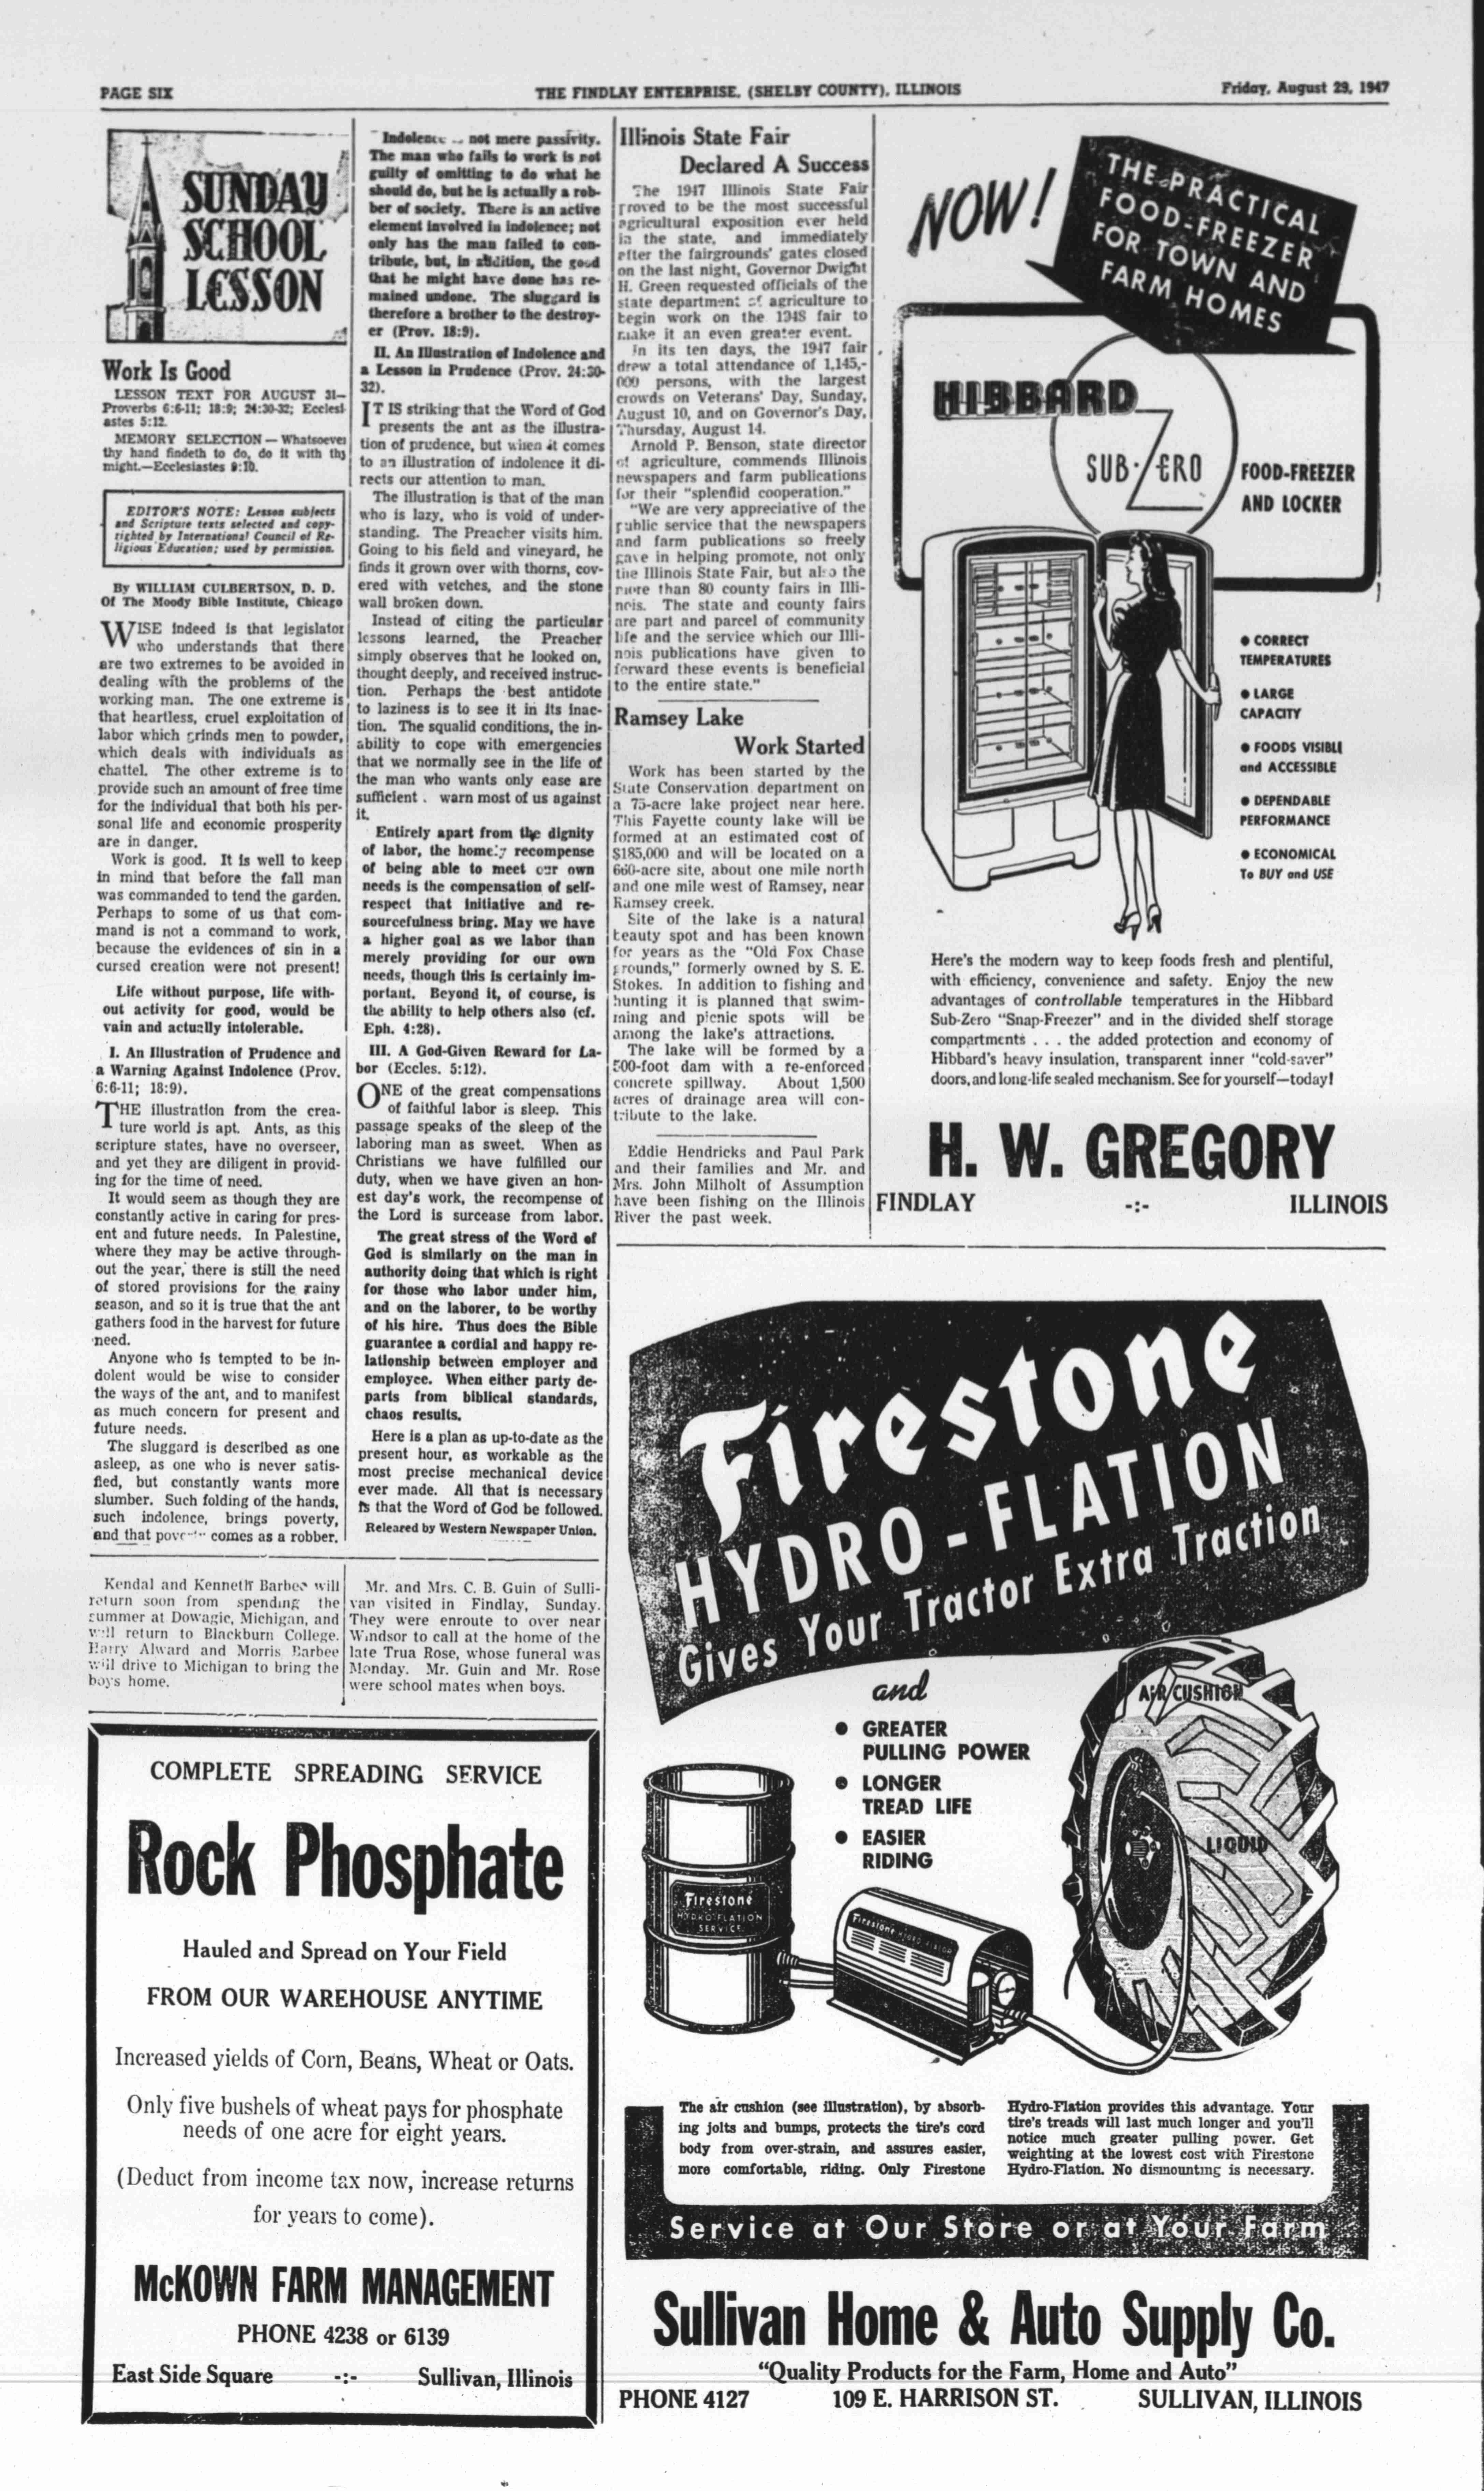 PAGE SIX
THE FINDLAY ENTERPRISE, (SHELBY COUNTY), ILLINOIS
Friday, August 29, 1947
SUNDAY
SCHOOL
LESSON
Work Is Good
LESSON TEXT FOR AUGUST 31—
Proverbs 6:6-11; 18:9; 24:30-32; Ecclesi-
astes 5:12.
MEMORY SELECTION — Whatsoever
thy hand findeth to do, do it with thy
might.—Ecclesiastes 9:10.
EDITOR'S NOTE: Lesson subjects
and Scripture texts selected and copy-
righted by International Council of Re-
ligious Education; used by permission.
By WILLIAM CULBERTSON, D. D.
Of The Moody Bible Institute, Chicago
WISE indeed is that legislator
who understands that there
are two extremes to be avoided in
dealing with the problems of the
working man. The one extreme is
that heartless, cruel exploitation of
labor which grinds men to powder,
which deals with individuals as
chattel. The other extreme is to
provide such an amount of free time
for the individual that both his per-
sonal life and economic prosperity
are in danger.
Work is good. It is well to keep
in mind that before the fall man
was commanded to tend the garden.
Perhaps to some of us that com-
mand is not a command to work,
because the evidences of sin in a
cursed creation were not present!
Life without purpose, life with-
out activity for good, would be
vain and actually intolerable.
I. An Illustration of Prudence and
a Warning Against Indolence (Prov.
6:6-11; 18:9).
THE illustration from the crea-
ture world is apt. Ants, as this
scripture states, have no overseer,
and yet they are diligent in provid-
ing for the time of need.
It would seem as though they are
constantly active in caring for pres-
ent and future needs. In Palestine,
where they may be active through-
out the year, there is still the need
of stored provisions for the rainy
season, and so it is true that the ant
gathers food in the harvest for future
need.
Anyone who is tempted to be in-
dolent would be wise to consider
the ways of the ant, and to manifest
as much concern for present and
future needs.
The sluggard is described as one
asleep, as one who is never satis-
fied, but constantly wants more
slumber. Such folding of the hands,
such indolence, brings poverty,
and that poverty comes as a robber.
Indolence not mere passivity.
The man who fails to work is not
guilty of omitting to do what he
should do, but he is actually a rob-
ber of society. There is an active
element involved in indolence; not
only has the man failed to con-
tribute, but, in addition, the good
that he might have done has re-
mained undone. The sluggard is
therefore a brother to the destroy-
er (Prov. 18:9).
II. An Illustration of Indolence and
a Lesson in Prudence (Prov. 24:30-
32).
IT IS striking that the Word of God
presents the ant as the illustra-
tion of prudence, but when it comes
to an illustration of indolence it di-
rects our attention to man.
The illustration is that of the man
who is lazy, who is void of under-
standing. The Preacher visits him.
Going to his field and vineyard, he
finds it grown over with thorns, cov-
ered with vetches, and the stone
wall broken down.
Instead of citing the particular
lessons learned, the Preacher
simply observes that he looked on,
thought deeply, and received instruc-
tion. Perhaps the best antidote
to laziness is to see it in its inac-
tion. The squalid conditions, the in-
ability to cope with emergencies
that we normally see in the life of
the man who wants only ease are
sufficient warn most of us against
it.
Entirely apart from the dignity
of labor, the homely recompense
of being able to meet our own
needs is the compensation of self-
respect that initiative and re-
sourcefulness bring. May we have
a higher goal as we labor than
merely providing for our own
needs, though this is certainly im-
portant. Beyond it, of course, is
the ability to help others also (cf.
Eph. 4:28).
III. A God-Given Reward for La-
bor (Eccles. 5:12).
ONE of the great compensations
of faithful labor is sleep. This
passage speaks of the sleep of the
laboring man as sweet. When as
Christians we have fulfilled our
duty, when we have given an hon-
est day's work, the recompense of
the Lord is surcease from labor.
The great stress of the Word of
God is similarly on the man in
authority doing that which is right
for those who labor under him,
and on the laborer, to be worthy
of his hire. Thus does the Bible
guarantee a cordial and happy re-
lationship between employer and
employee. When either party de-
parts from biblical standards,
chaos results.
Here is a plan as up-to-date as the
present hour, as workable as the
most precise mechanical device
ever made. All that is necessary
is that the Word of God be followed.
Released by Western Newspaper Union.
Kendal and Kenneth Barbee will
return soon from spending the
summer at Dowagic, Michigan, and
will return to Blackburn College.
Harry Alward and Morris Barbee
will drive to Michigan to bring the
boys home.
Mr. and Mrs. C. B. Guin of Sulli-
van visited in Findlay, Sunday.
They were enroute to over near
Windsor to call at the home of the
late Trua Rose, whose funeral was
Monday. Mr. Guin and Mr. Rose
were school mates when boys.
COMPLETE SPREADING SERVICE
Rock Phosphate
Hauled and Spread on Your Field
FROM OUR WAREHOUSE ANYTIME
Increased yields of Corn, Beans, Wheat or Oats.
Only five bushels of wheat pays for phosphate
needs of one acre for eight years.
(Deduct from income tax now, increase returns
for years to come).
McKOWN FARM MANAGEMENT
PHONE 4238 or 6139
East Side Square -:- Sullivan, Illinois
Illinois State Fair
Declared A Success
The 1947 Illinois State Fair
proved to be the most successful
agricultural exposition ever held
in the state, and immediately
after the fairgrounds' gates closed
on the last night, Governor Dwight
H. Green requested officials of the
state department of agriculture to
begin work on the 1948 fair to
make it an even greater event.
In its ten days, the 1947 fair
drew a total attendance of 1,145,-
000 persons, with the largest
crowds on Veterans' Day, Sunday,
August 10, and on Governor's Day,
Thursday, August 14.
Arnold P. Benson, state director
of agriculture, commends Illinois
newspapers and farm publications
for their "splendid cooperation."
"We are very appreciative of the
public service that the newspapers
and farm publications so freely
gave in helping promote, not only
the Illinois State Fair, but also the
more than 80 county fairs in Illi-
nois. The state and county fairs
are part and parcel of community
life and the service which our Illi-
nois publications have given to
forward these events is beneficial
to the entire state."
Ramsey Lake
Work Started
Work has been started by the
State Conservation department on
a 75-acre lake project near here.
This Fayette county lake will be
formed at an estimated cost of
$185,000 and will be located on a
660-acre site, about one mile north
and one mile west of Ramsey, near
Ramsey creek.
Site of the lake is a natural
beauty spot and has been known
for years as the "Old Fox Chase
grounds," formerly owned by S. E.
Stokes. In addition to fishing and
hunting it is planned that swim-
ming and picnic spots will be
among the lake's attractions.
The lake will be formed by a
500-foot dam with a re-enforced
concrete spillway. About 1,500
acres of drainage area will con-
tribute to the lake.
Eddie Hendricks and Paul Park
and their families and Mr. and
Mrs. John Milholt of Assumption
have been fishing on the Illinois
River the past week.
NOW!
THE PRACTICAL
FOOD-FREEZER
FOR TOWN AND
FARM HOMES
HIBBARD
SUB-ZERO
FOOD-FREEZER
AND LOCKER
● CORRECT
TEMPERATURES
● LARGE
CAPACITY
● FOODS VISIBLE
and ACCESSIBLE
● DEPENDABLE
PERFORMANCE
● ECONOMICAL
To BUY and USE
Here's the modern way to keep foods fresh and plentiful,
with efficiency, convenience and safety. Enjoy the new
advantages of controllable temperatures in the Hibbard
Sub-Zero "Snap-Freezer" and in the divided shelf storage
compartments . . . the added protection and economy of
Hibbard's heavy insulation, transparent inner "cold-saver"
doors, and long-life sealed mechanism. See for yourself—today!
H. W. GREGORY
FINDLAY -:- ILLINOIS
Firestone
HYDRO-FLATION
Gives Your Tractor Extra Traction
and
● GREATER
PULLING POWER
● LONGER
TREAD LIFE
● EASIER
RIDING
AIR CUSHION
LIQUID
Firestone
HYDRO-FLATION
SERVICE
Firestone HYDRO-FLATION
The air cushion (see illustration), by absorb-
ing jolts and bumps, protects the tire's cord
body from over-strain, and assures easier,
more comfortable, riding. Only Firestone
Hydro-Flation provides this advantage. Your
tire's treads will last much longer and you'll
notice much greater pulling power. Get
weighting at the lowest cost with Firestone
Hydro-Flation. No dismounting is necessary.
Service at Our Store or at Your Farm
Sullivan Home & Auto Supply Co.
"Quality Products for the Farm, Home and Auto"
PHONE 4127 109 E. HARRISON ST. SULLIVAN, ILLINOIS